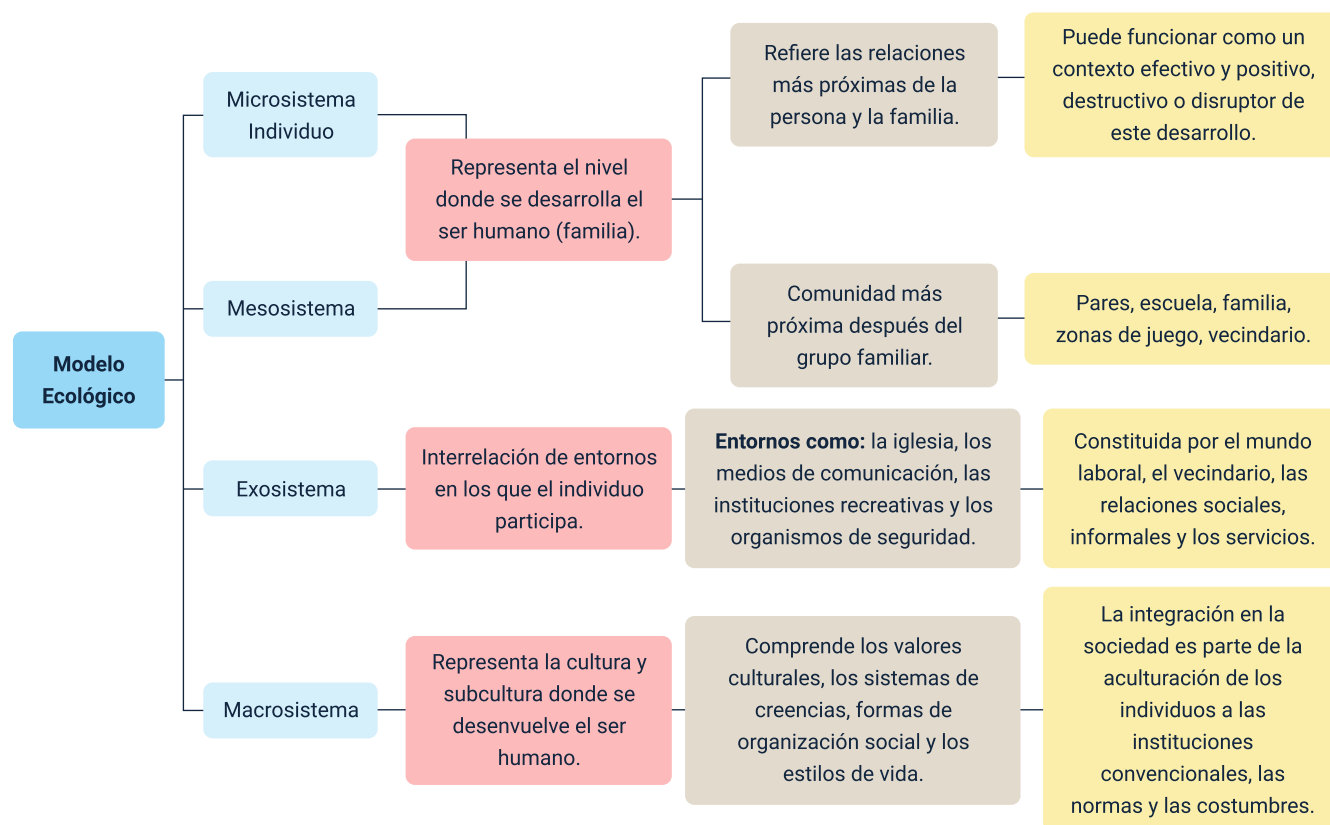 Modelo
Ecológico
Microsistema
Individuo
Mesosistema
Representa el nivel
donde se desarrolla el
ser humano (familia).
Refiere las relaciones
más próximas de la
persona y la familia.
Puede funcionar como un
contexto efectivo y positivo,
destructivo o disruptor de
este desarrollo.
Comunidad más
próxima después del
grupo familiar.
Pares, escuela, familia,
zonas de juego, vecindario.
Exosistema
Interrelación de entornos
en los que el individuo
participa.
Entornos como: la iglesia, los
medios de comunicación, las
instituciones recreativas y los
organismos de seguridad.
Constituida por el mundo
laboral, el vecindario, las
relaciones sociales,
informales y los servicios.
Macrosistema
Representa la cultura y
subcultura donde se
desenvuelve el ser
humano.
Comprende los valores
culturales, los sistemas de
creencias, formas de
organización social y los
estilos de vida.
La integración en la
sociedad es parte de la
aculturación de los
individuos a las
instituciones
convencionales, las
normas y las costumbres.